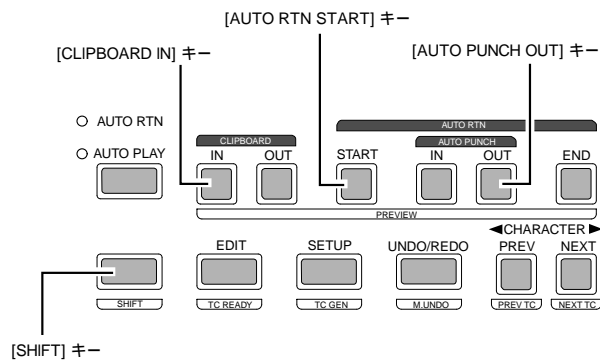 [AUTO RTN START] キー
[CLIPBOARD IN] キー
[AUTO PUNCH OUT] キー
AUTO RTN
AUTO RTN
CLIPBOARD
AUTO PUNCH
AUTO PLAY
IN
OUT
START
IN
OUT
END
PREVIEW
◀CHARACTER▶
EDIT
SETUP
UNDO/REDO
PREV
NEXT
SHIFT
TC READY
TC GEN
M.UNDO
PREV TC
NEXT TC
[SHIFT] キー